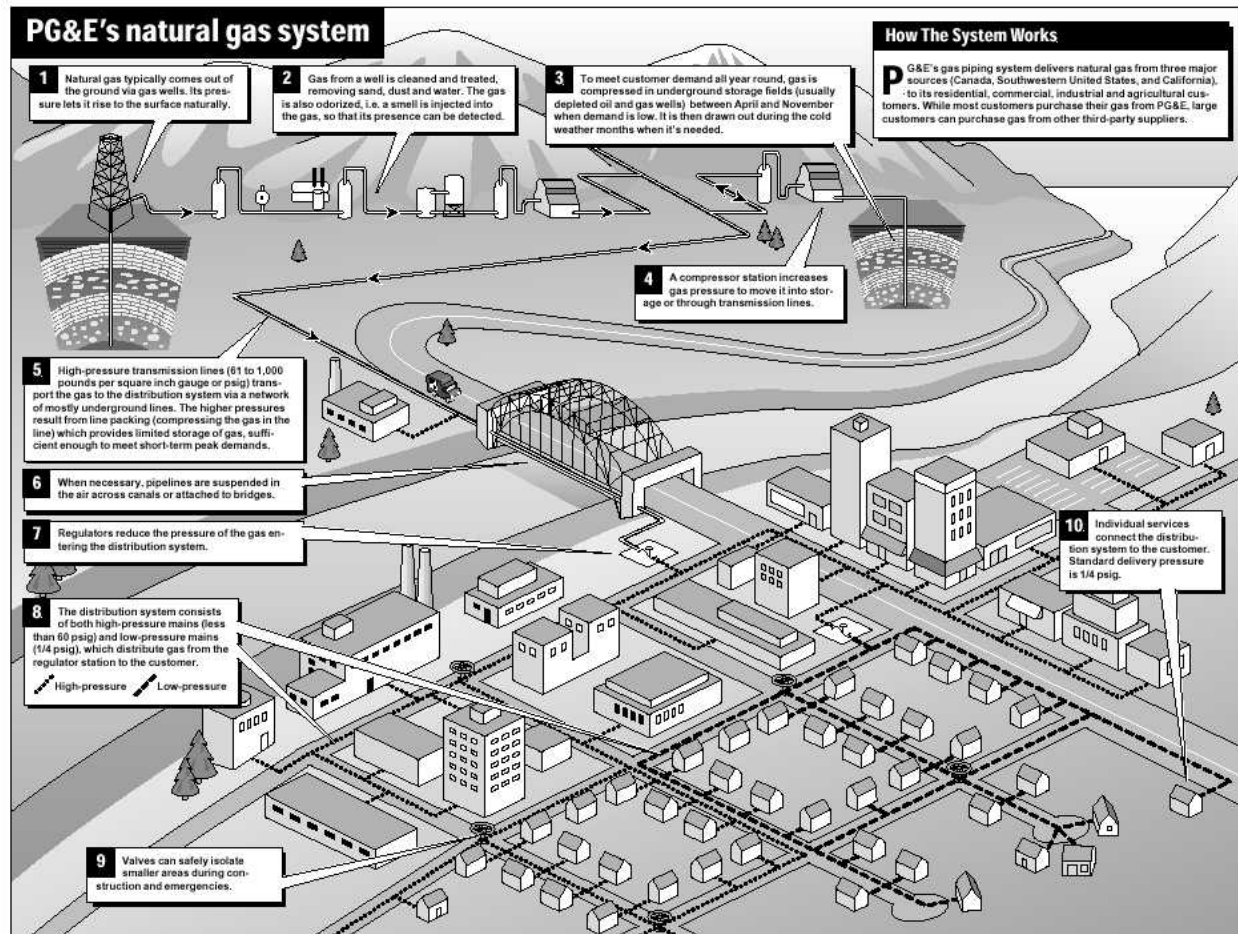 PG&E's natural gas system
How The System Works
PG&E's gas piping system delivers natural gas from three major
sources (Canada, Southwestern United States, and California),
to its residential, commercial, industrial and agricultural cus-
tomers. While most customers purchase their gas from PG&E, large
customers can purchase gas from other third-party suppliers.
1 Natural gas typically comes out of
the ground via gas wells. Its pres-
sure lets it rise to the surface naturally.
2 Gas from a well is cleaned and treated,
removing sand, dust and water. The gas
is also odorized, i.e. a smell is injected into
the gas, so that its presence can be detected.
3 To meet customer demand all year round, gas is
compressed in underground storage fields (usually
depleted oil and gas wells) between April and November
when demand is low. It is then drawn out during the cold
weather months when it's needed.
4 A compressor station increases
gas pressure to move it into stor-
age or through transmission lines.
5 High-pressure transmission lines (61 to 1,000
pounds per square inch gauge or psig) trans-
port the gas to the distribution system via a network
of mostly underground lines. The higher pressures
result from line packing (compressing the gas in the
line) which provides limited storage of gas, suffi-
cient enough to meet short-term peak demands.
6 When necessary, pipelines are suspended in
the air across canals or attached to bridges.
7 Regulators reduce the pressure of the gas en-
tering the distribution system.
8 The distribution system consists
of both high-pressure mains (less
than 60 psig) and low-pressure mains
(1/4 psig), which distribute gas from the
regulator station to the customer.
High-pressure Low-pressure
9 Valves can safely isolate
smaller areas during con-
struction and emergencies.
10 Individual services
connect the distribu-
tion system to the customer.
Standard delivery pressure
is 1/4 psig.